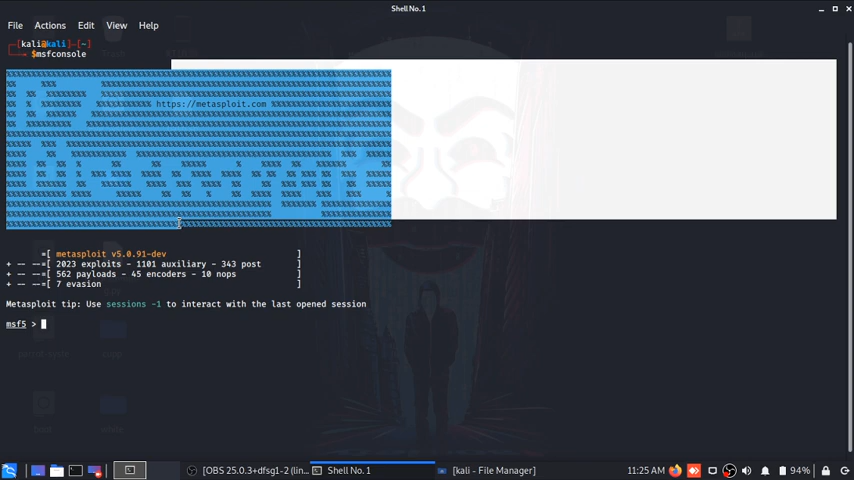 Shell No. 1
File Actions Edit View Help
[kali@kali]-[~]
$msfconsole
https://metasploit.com
=[ metasploit v5.0.91-dev ]
+ -- --=[ 2023 exploits - 1101 auxiliary - 343 post ]
+ -- --=[ 562 payloads - 45 encoders - 10 nops ]
+ -- --=[ 7 evasion ]
Metasploit tip: Use sessions -1 to interact with the last opened session
msf5 >
[OBS 25.0.3+dfsg1-2 (lin... Shell No. 1 [kali - File Manager] 11:25 AM 94%